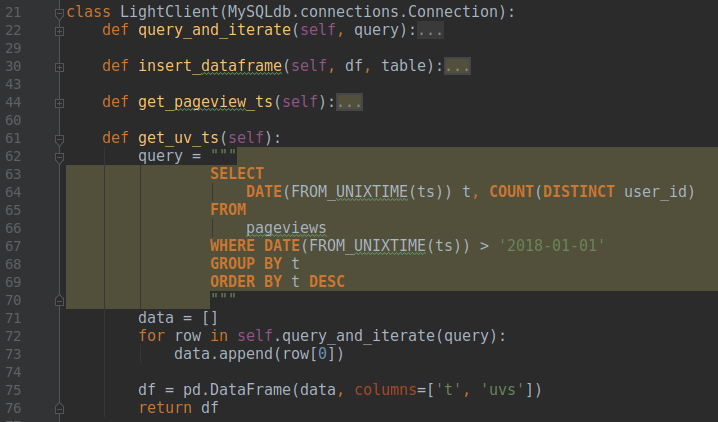 21 class LightClient(MySQLdb.connections.Connection):
22     def query_and_iterate(self, query):...
29
30     def insert_dataframe(self, df, table):...
43
44     def get_pageview_ts(self):...
60
61     def get_uv_ts(self):
62         query = """
63                 SELECT
64                     DATE(FROM_UNIXTIME(ts)) t, COUNT(DISTINCT user_id)
65                 FROM
66                     pageviews
67                 WHERE DATE(FROM_UNIXTIME(ts)) > '2018-01-01'
68                 GROUP BY t
69                 ORDER BY t DESC
70                 """
71         data = []
72         for row in self.query_and_iterate(query):
73             data.append(row[0])
74
75         df = pd.DataFrame(data, columns=['t', 'uvs'])
76         return df